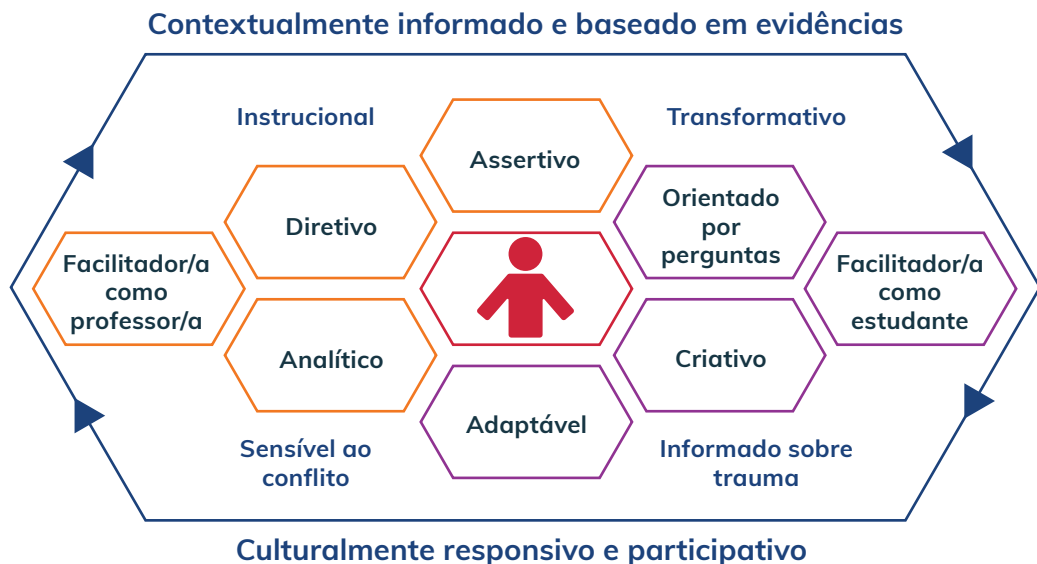 Contextualmente informado e baseado em evidências
Instrucional
Transformativo
Assertivo
Diretivo
Orientado
por
perguntas
Facilitador/a
como
professor/a
Facilitador/a
como
estudante
Analítico
Criativo
Adaptável
Sensível ao
conflito
Informado sobre
trauma
Culturalmente responsivo e participativo